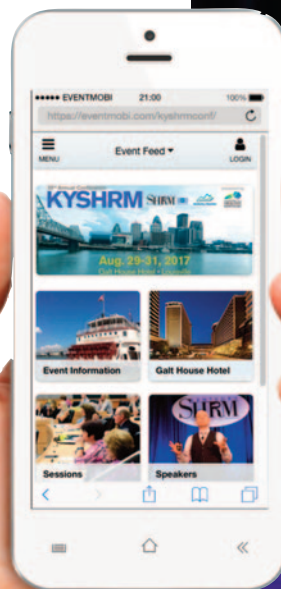 EVENTMOBI 21:00 100%
https://eventmobi.com/kyshrmconf/
MENU Event Feed LOGIN
KYSHRM SHRM
Aug. 29-31, 2017
Galt House Hotel • Louisville
Event Information Galt House Hotel
SHRM
Sessions Speakers